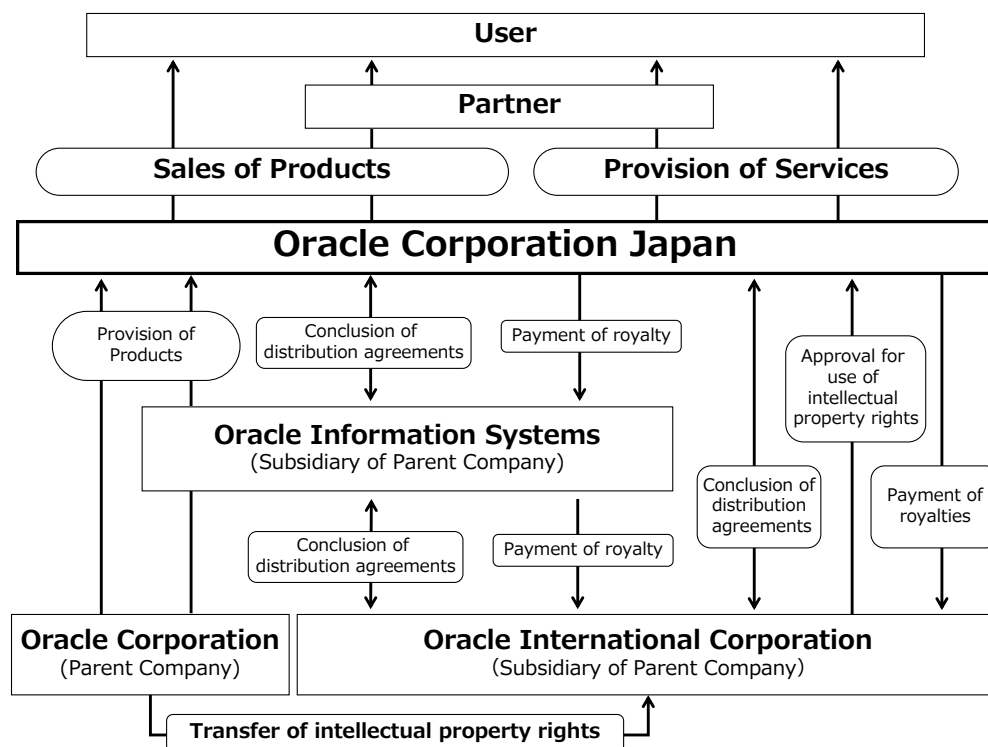 User
Partner
Sales of Products
Provision of Services
Oracle Corporation Japan
Provision of
Products
Conclusion of
distribution agreements
Payment of royalty
Approval for
use of
intellectual
property rights
Oracle Information Systems
(Subsidiary of Parent Company)
Conclusion of
distribution
agreements
Payment of
royalties
Conclusion of
distribution agreements
Payment of royalty
Oracle Corporation
(Parent Company)
Oracle International Corporation
(Subsidiary of Parent Company)
Transfer of intellectual property rights